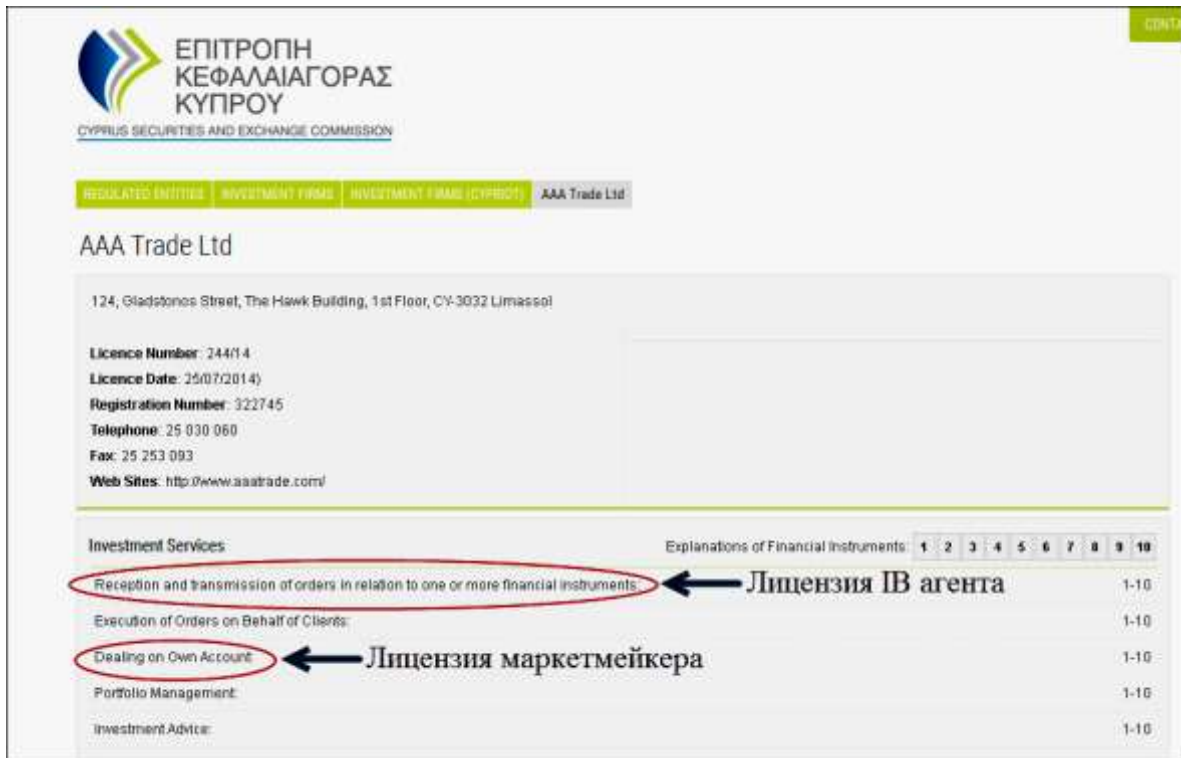 CONTA
ΕΠΙΤΡΟΠΗ
ΚΕΦΑΛΑΙΑΓΟΡΑΣ
ΚΥΠΡΟΥ
CYPRUS SECURITIES AND EXCHANGE COMMISSION
REGULATED ENTITIES INVESTMENT FIRMS INVESTMENT FIRMS (CYPRIOT) AAA Trade Ltd
AAA Trade Ltd
124, Gladstonos Street, The Hawk Building, 1st Floor, CY-3032 Limassol
Licence Number: 244/14
Licence Date: 25/07/2014)
Registration Number: 322745
Telephone: 25 030 060
Fax: 25 253 093
Web Sites: http://www.aaatrade.com/
Investment Services Explanations of Financial Instruments: 1 2 3 4 5 6 7 8 9 10
Reception and transmission of orders in relation to one or more financial instruments: Лицензия IB агента 1-10
Execution of Orders on Behalf of Clients: 1-10
Dealing on Own Account: Лицензия маркетмейкера 1-10
Portfolio Management: 1-10
Investment Advice: 1-10